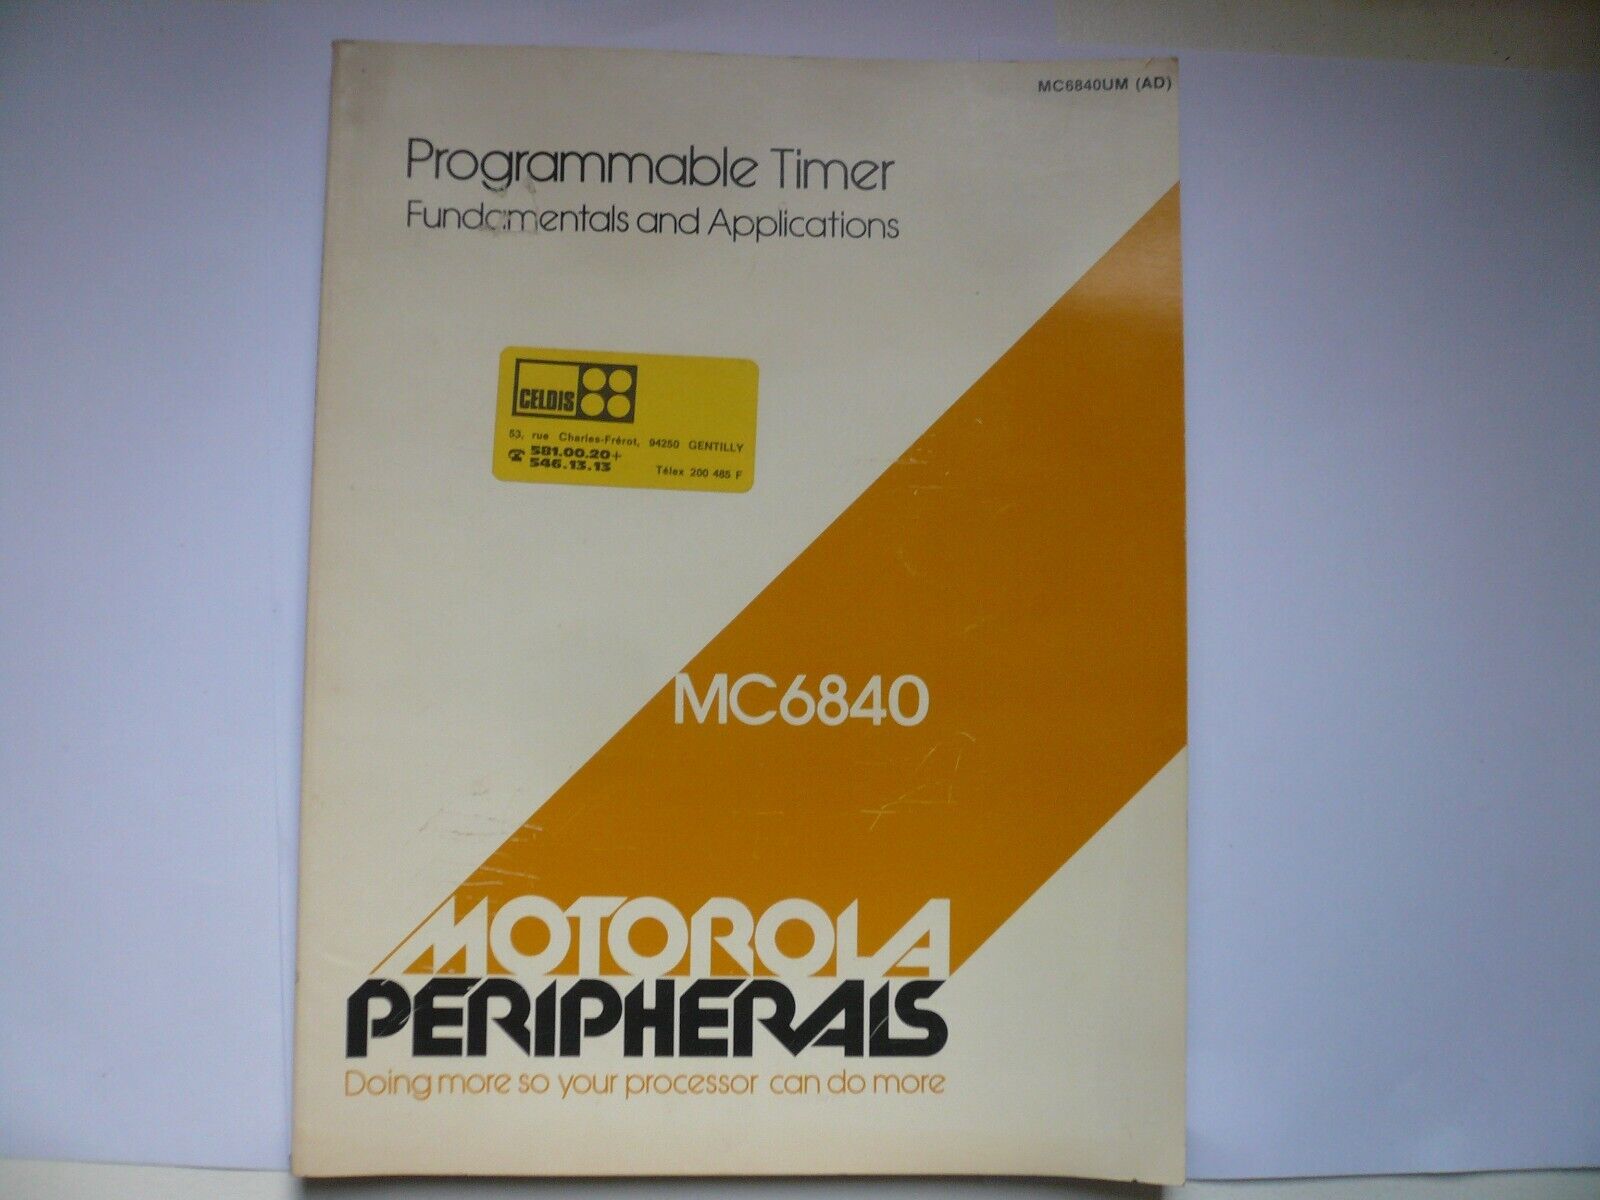 MC6840UM (AD)
Programmable Timer
Fundamentals and Applications
CELDIS
53, rue Charles-Frérot, 94250 GENTILLY
581.00.20+
546.13.13
Télex 200 485 F
MC6840
MOTOROLA
PERIPHERALS
Doing more so your processor can do more